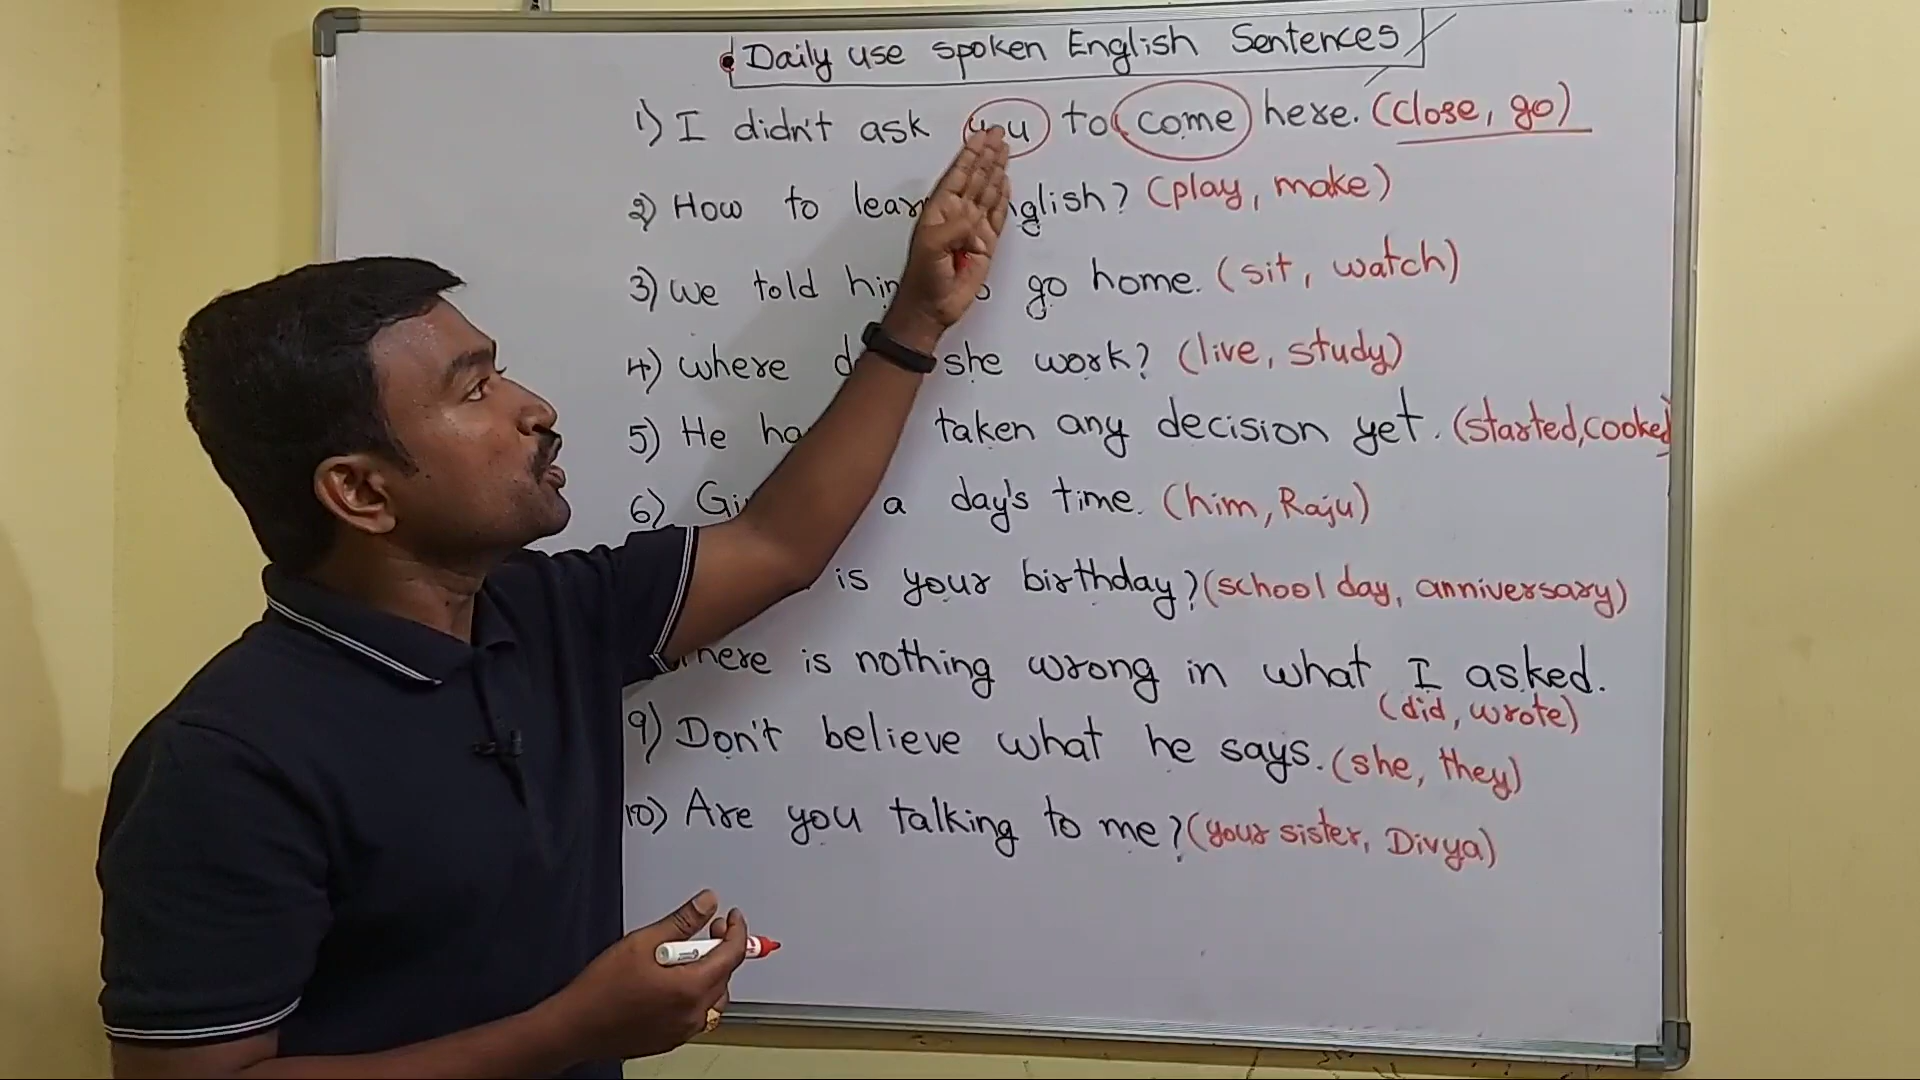 Daily use spoken English Sentences
1) I didn't ask you to come here. (close, go)
2) How to lear glish? (play, make)
3) we told hi go home. (sit, watch)
4) where d she work? (live, study)
5) He ha taken any decision yet. (started, cooked)
6) Gi a day's time. (him, Raju)
is your birthday? (school day, anniversary)
here is nothing wrong in what I asked.
(did, wrote)
9) Don't believe what he says. (she, they)
10) Are you talking to me? (your sister, Divya)